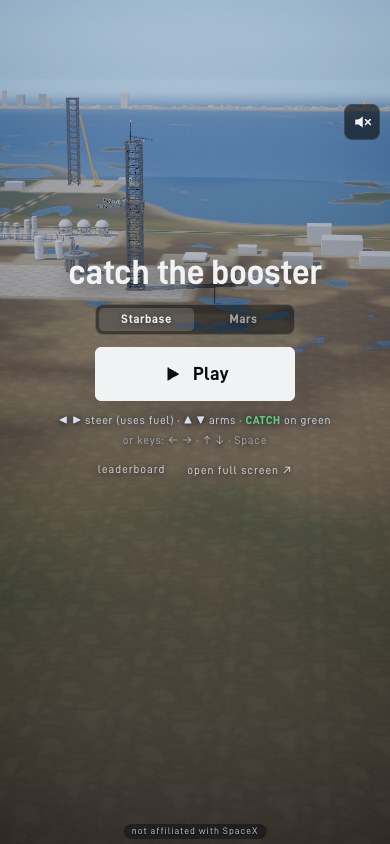 catch the booster
Starbase Mars
▶ Play
◀ ▶ steer (uses fuel) · ▲ ▼ arms · CATCH on green
or keys: ← → · ↑ ↓ · Space
leaderboard open full screen ↗
not affiliated with SpaceX